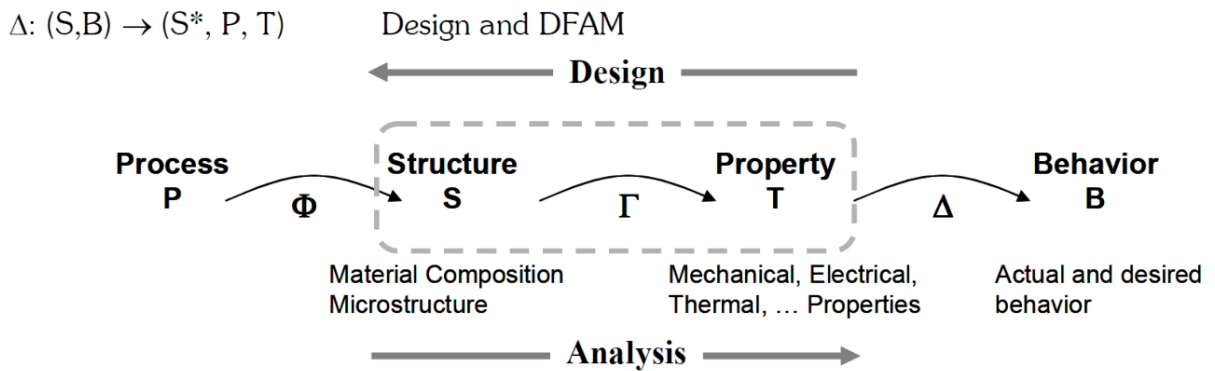 Δ: (S,B) → (S*, P, T) Design and DFAM
Design
Process Structure Property Behavior
P Φ S Γ T Δ B
Material Composition Mechanical, Electrical, Actual and desired
Microstructure Thermal, … Properties behavior
Analysis